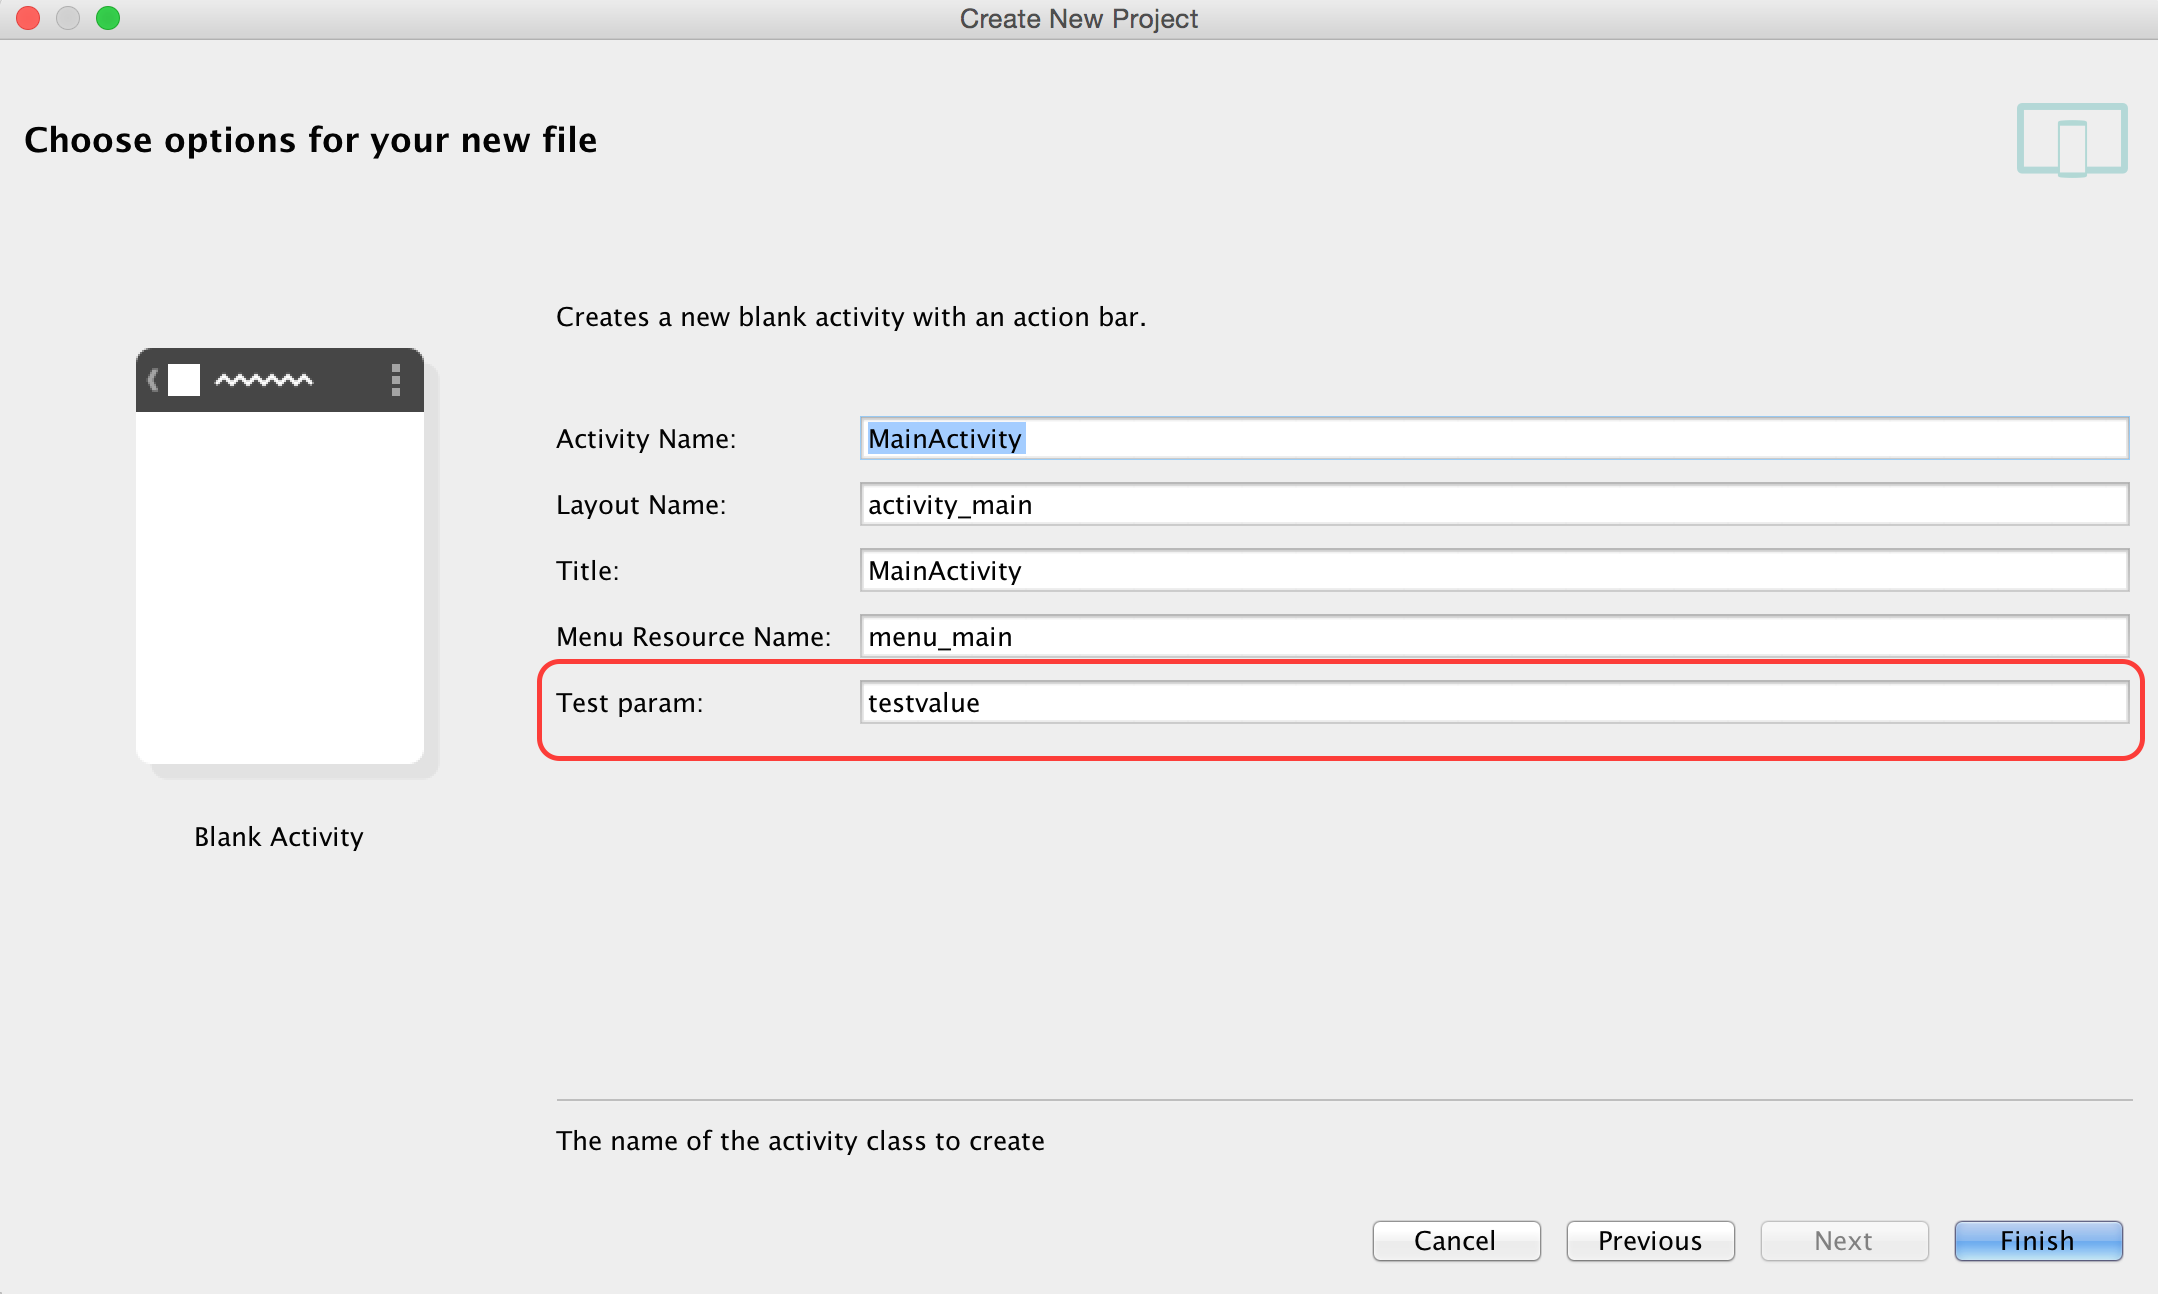 Create New Project
Choose options for your new file
Creates a new blank activity with an action bar.
Activity Name: MainActivity
Layout Name: activity_main
Title: MainActivity
Menu Resource Name: menu_main
Test param: testvalue
Blank Activity
The name of the activity class to create
Cancel Previous Next Finish